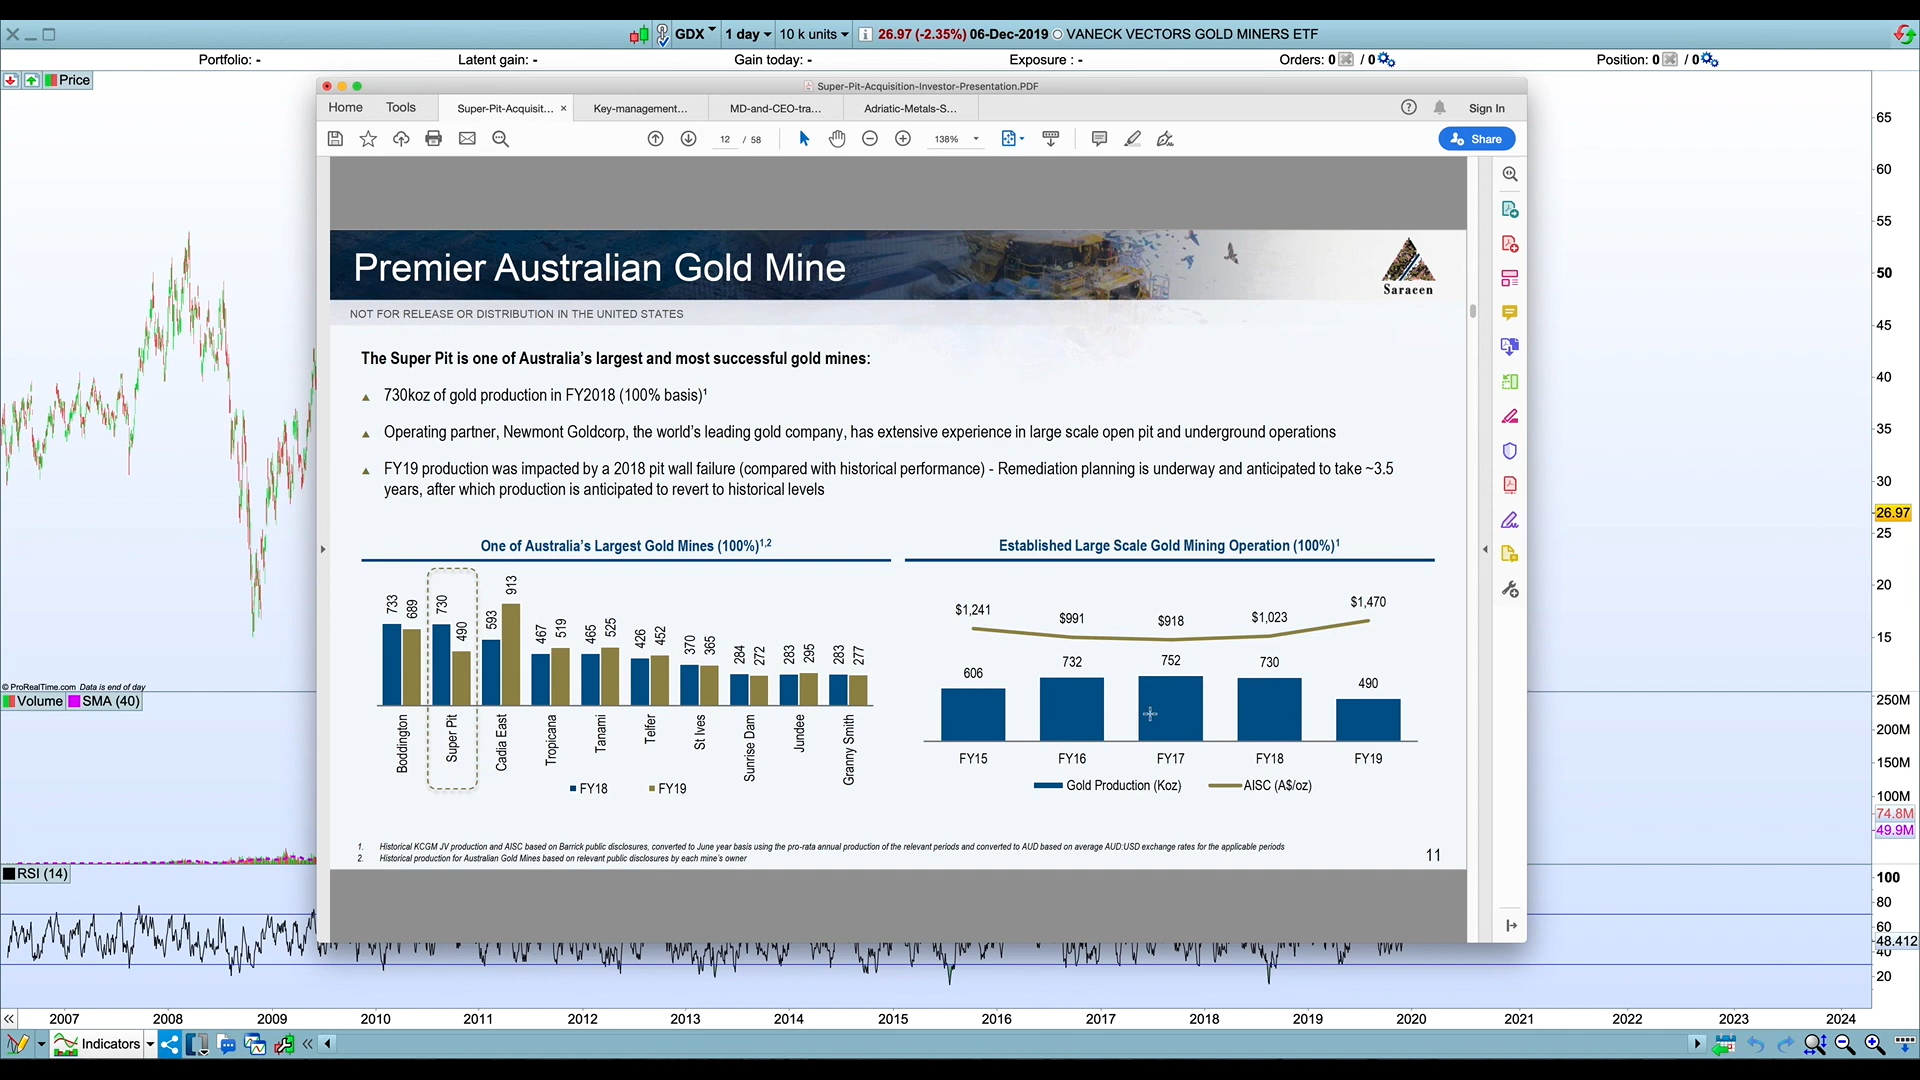 GDX
1 day
10 k units
26.97 (-2.35%) 06-Dec-2019 VANECK VECTORS GOLD MINERS ETF
Portfolio: -
Latent gain: -
Gain today: -
Exposure : -
Orders: 0 / 0
Position: 0 / 0
Price
Super-Pit-Acquisition-Investor-Presentation.PDF
Home
Tools
Super-Pit-Acquisit...
Key-management...
MD-and-CEO-tra...
Adriatic-Metals-S...
Sign In
12 / 58
138%
Share
Premier Australian Gold Mine
Saracen
NOT FOR RELEASE OR DISTRIBUTION IN THE UNITED STATES
The Super Pit is one of Australia's largest and most successful gold mines:
730koz of gold production in FY2018 (100% basis)1
Operating partner, Newmont Goldcorp, the world's leading gold company, has extensive experience in large scale open pit and underground operations
FY19 production was impacted by a 2018 pit wall failure (compared with historical performance) - Remediation planning is underway and anticipated to take ~3.5
years, after which production is anticipated to revert to historical levels
One of Australia's Largest Gold Mines (100%)1,2
733 689 730 490 593 913 467 519 465 525 426 452 370 365 284 272 283 295 283 277
Boddington
Super Pit
Cadia East
Tropicana
Tanami
Telfer
St Ives
Sunrise Dam
Jundee
Granny Smith
FY18 FY19
Established Large Scale Gold Mining Operation (100%)1
$1,241 $991 $918 $1,023 $1,470
606 732 752 730 490
FY15 FY16 FY17 FY18 FY19
Gold Production (Koz) AISC (A$/oz)
1. Historical KCGM JV production and AISC based on Barrick public disclosures, converted to June year basis using the pro-rata annual production of the relevant periods and converted to AUD based on average AUD:USD exchange rates for the applicable periods
2. Historical production for Australian Gold Mines based on relevant public disclosures by each mine's owner
11
65
60
55
50
45
40
35
30
26.97
25
20
15
© ProRealTime.com Data is end of day
Volume SMA (40)
250M
200M
150M
100M
74.8M
49.9M
RSI (14)
100
80
60
48.412
40
20
2007 2008 2009 2010 2011 2012 2013 2014 2015 2016 2017 2018 2019 2020 2021 2022 2023 2024
Indicators